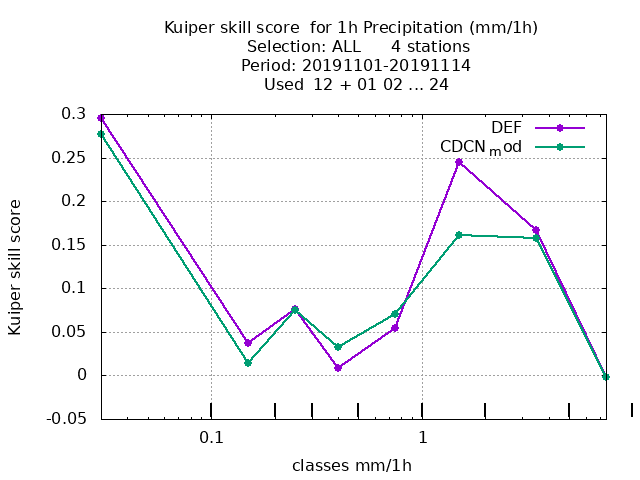 Kuiper skill score  for 1h Precipitation (mm/1h)
Selection: ALL      4 stations
Period: 20191101-20191114
Used  12 + 01 02 ... 24
DEF
CDCN_mod
0.3
0.25
0.2
0.15
0.1
0.05
0
-0.05
Kuiper skill score
0.1
1
classes mm/1h